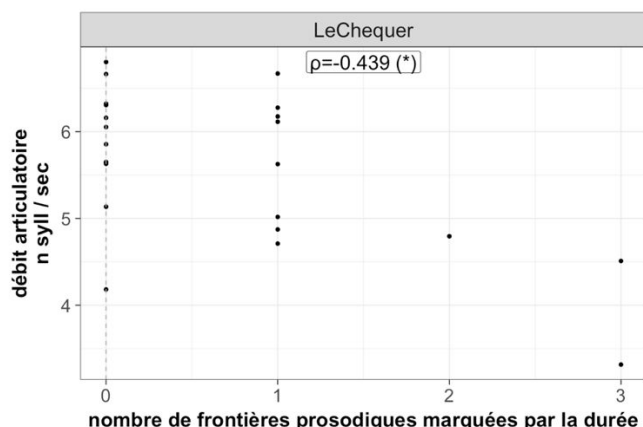 LeChequer
ρ=-0.439 (*)
6
5
4
débit articulatoire
n syll / sec
0 1 2 3
nombre de frontières prosodiques marquées par la durée